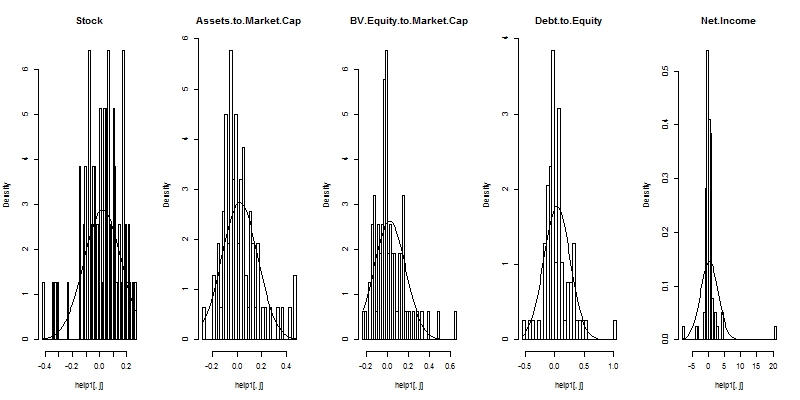 Stock
Assets.to.Market.Cap
BV.Equity.to.Market.Cap
Debt.to.Equity
Net.Income
Density
0 1 2 3 4 5 6
-0.4 0.0 0.2
help1[, j]
Density
0 1 2 3 4 5 6
-0.2 0.0 0.2 0.4
help1[, j]
Density
0 1 2 3 4 5 6
-0.2 0.0 0.2 0.4 0.6
help1[, j]
Density
0 1 2 3 4
-0.5 0.0 0.5 1.0
help1[, j]
Density
0.0 0.1 0.2 0.3 0.4 0.5
-5 0 5 10 15 20
help1[, j]